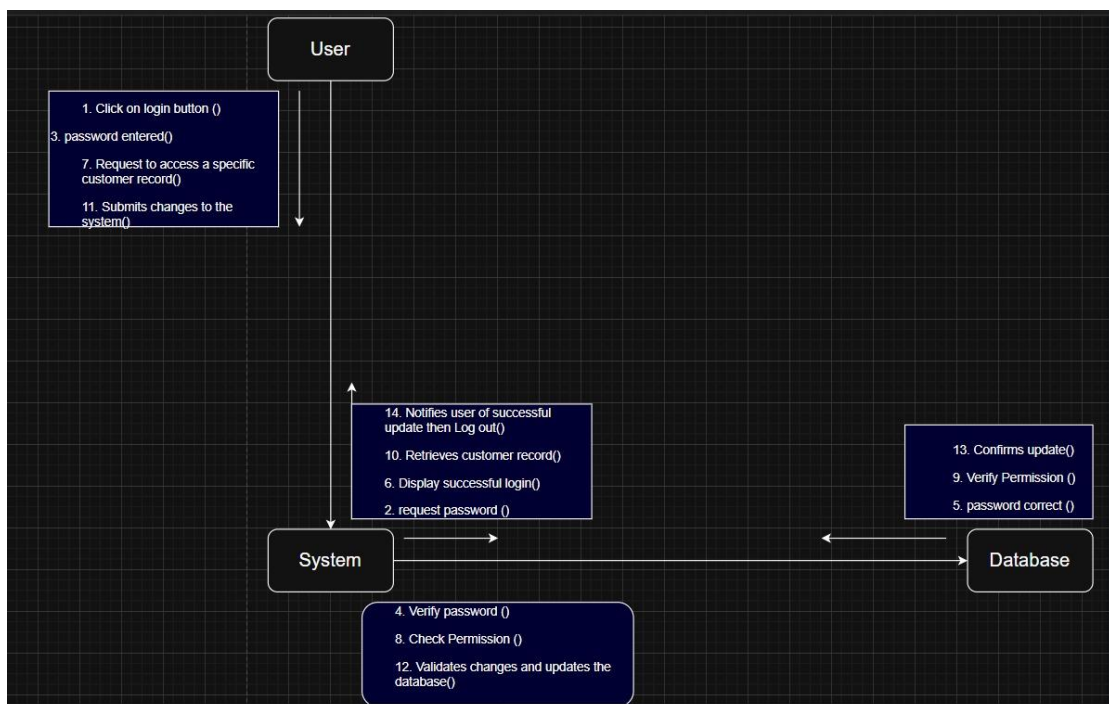 User
1. Click on login button ()
3. password entered()
7. Request to access a specific
customer record()
11. Submits changes to the
system()
14. Notifies user of successful
update then Log out()
10. Retrieves customer record()
6. Display successful login()
2. request password ()
13. Confirms update()
9. Verify Permission ()
5. password correct ()
System
Database
4. Verify password ()
8. Check Permission ()
12. Validates changes and updates the
database()